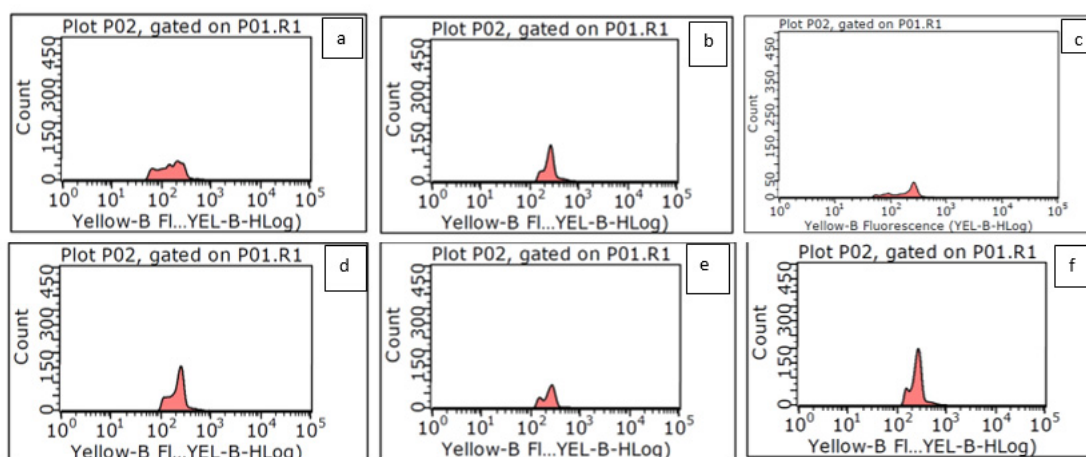 Plot P02, gated on P01.R1
a
Count
450
300
150
0
10^0 10^1 10^2 10^3 10^4 10^5
Yellow-B Fl...YEL-B-HLog)
Plot P02, gated on P01.R1
b
Count
450
300
150
0
10^0 10^1 10^2 10^3 10^4 10^5
Yellow-B Fl...YEL-B-HLog)
Plot P02, gated on P01.R1
c
Count
450
350
250
150
50
0
10^0 10^1 10^2 10^3 10^4 10^5
Yellow-B Fluorescence (YEL-B-HLog)
Plot P02, gated on P01.R1
d
Count
450
300
150
0
10^0 10^1 10^2 10^3 10^4 10^5
Yellow-B Fl...YEL-B-HLog)
Plot P02, gated on P01.R1
e
Count
450
300
150
0
10^0 10^1 10^2 10^3 10^4 10^5
Yellow-B Fl...YEL-B-HLog)
Plot P02, gated on P01.R1
f
Count
450
300
150
0
10^0 10^1 10^2 10^3 10^4 10^5
Yellow-B Fl...YEL-B-HLog)